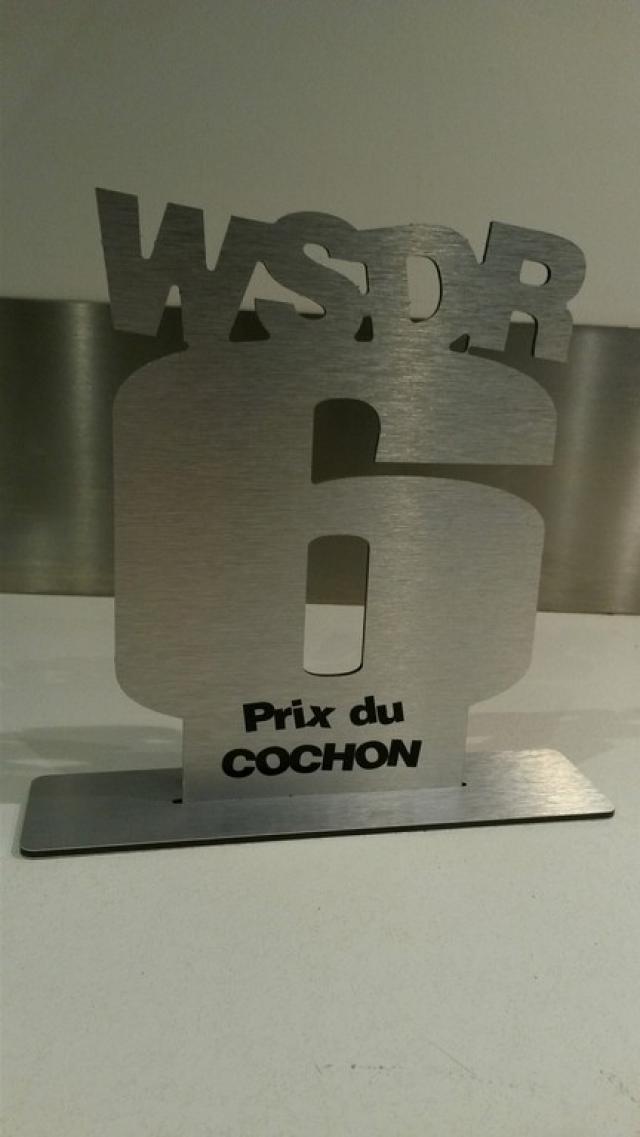 WSDR
6
Prix du
COCHON